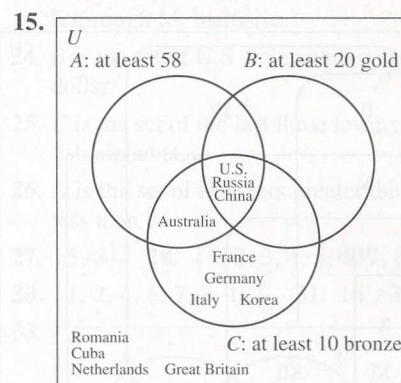 15.
U
A: at least 58 B: at least 20 gold
U.S.
Russia
China
Australia
France
Germany
Italy Korea
C: at least 10 bronze
Romania
Cuba
Netherlands Great Britain